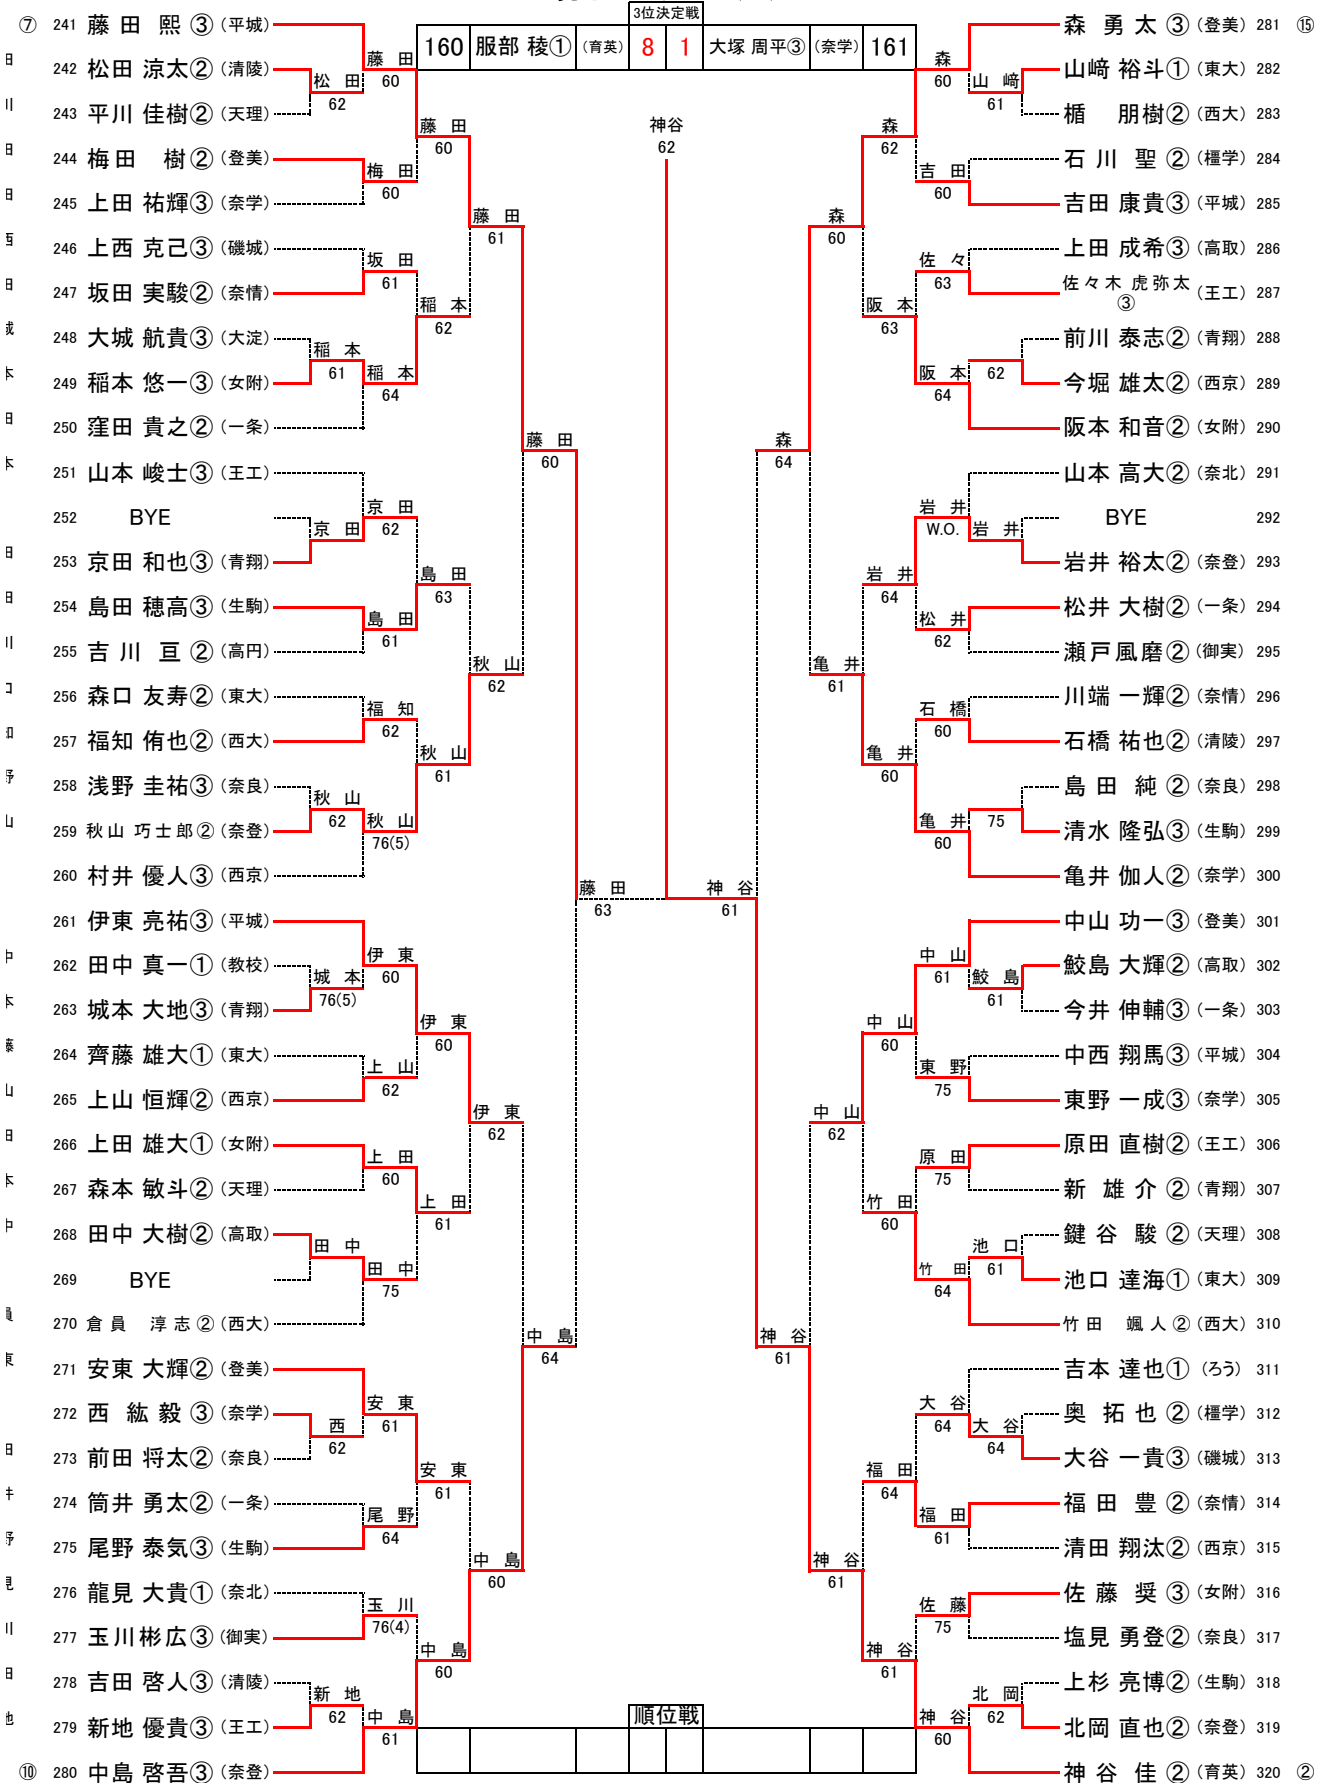 3位決定戦
160 服部 稜① (育英) 8 1 大塚 周平③ (奈学) 161
⑦ 241 藤田 熙③ (平城)
242 松田 涼太② (清陵)
243 平川 佳樹② (天理)
244 梅田 樹② (登美)
245 上田 祐輝③ (奈学)
246 上西 克己③ (磯城)
247 坂田 実駿② (奈情)
248 大城 航貴③ (大淀)
249 稲本 悠一③ (女附)
250 窪田 貴之② (一条)
251 山本 峻士③ (王工)
252 BYE
253 京田 和也③ (青翔)
254 島田 穂高③ (生駒)
255 吉川 亘② (高円)
256 森口 友寿② (東大)
257 福知 侑也② (西大)
258 浅野 圭祐③ (奈良)
259 秋山 巧士郎② (奈登)
260 村井 優人③ (西京)
261 伊東 亮祐③ (平城)
262 田中 真一① (教校)
263 城本 大地③ (青翔)
264 齊藤 雄大① (東大)
265 上山 恒輝② (西京)
266 上田 雄大① (女附)
267 森本 敏斗② (天理)
268 田中 大樹② (高取)
269 BYE
270 倉員 淳志② (西大)
271 安東 大輝② (登美)
272 西 紘毅③ (奈学)
273 前田 将太② (奈良)
274 筒井 勇太② (一条)
275 尾野 泰気③ (生駒)
276 龍見 大貴① (奈北)
277 玉川彬広③ (御実)
278 吉田 啓人③ (清陵)
279 新地 優貴③ (王工)
⑩ 280 中島 啓吾③ (奈登)
松田 62
稲本 61
京田
秋山 62
城本 76(5)
田中
西 62
新地 62
藤田 60
梅田 60
坂田 61
稲本 64
京田 62
島田 61
福知 62
秋山 76(5)
伊東 60
上山 62
上田 60
田中 75
安東 61
尾野 64
玉川 76(4)
中島 61
藤田 60
稲本 62
島田 63
秋山 61
伊東 60
上田 61
安東 61
中島 60
藤田 61
秋山 62
伊東 62
中島 60
藤田 60
中島 64
藤田 63
神谷 62
神谷 61
森 64
神谷 61
森 60
亀井 61
中山 62
神谷 61
森 62
阪本 63
岩井 64
亀井 60
中山 60
竹田 60
福田 64
神谷 61
森 60
吉田 60
佐々 63
阪本 64
岩井 W.O.
松井 62
石橋 60
亀井 60
中山 61
東野 75
原田 75
竹田 64
大谷 64
福田 61
佐藤 75
神谷 60
山﨑 61
62
岩井
75
鮫島 61
池口 61
大谷 64
北岡 62
森 勇太③ (登美) 281 ⑮
山﨑 裕斗① (東大) 282
楯 朋樹② (西大) 283
石川 聖② (橿学) 284
吉田 康貴③ (平城) 285
上田 成希③ (高取) 286
佐々木 虎弥太③ (王工) 287
前川 泰志② (青翔) 288
今堀 雄太② (西京) 289
阪本 和音② (女附) 290
山本 高大② (奈北) 291
BYE 292
岩井 裕太② (奈登) 293
松井 大樹② (一条) 294
瀬戸風磨② (御実) 295
川端 一輝② (奈情) 296
石橋 祐也② (清陵) 297
島田 純② (奈良) 298
清水 隆弘③ (生駒) 299
亀井 伽人② (奈学) 300
中山 功一③ (登美) 301
鮫島 大輝② (高取) 302
今井 伸輔③ (一条) 303
中西 翔馬③ (平城) 304
東野 一成③ (奈学) 305
原田 直樹② (王工) 306
新 雄介② (青翔) 307
鍵谷 駿② (天理) 308
池口 達海① (東大) 309
竹田 颯人② (西大) 310
吉本 達也① (ろう) 311
奥 拓也② (橿学) 312
大谷 一貴③ (磯城) 313
福田 豊② (奈情) 314
清田 翔汰② (西京) 315
佐藤 奨③ (女附) 316
塩見 勇登② (奈良) 317
上杉 亮博② (生駒) 318
北岡 直也② (奈登) 319
神谷 佳② (育英) 320 ②
順位戦